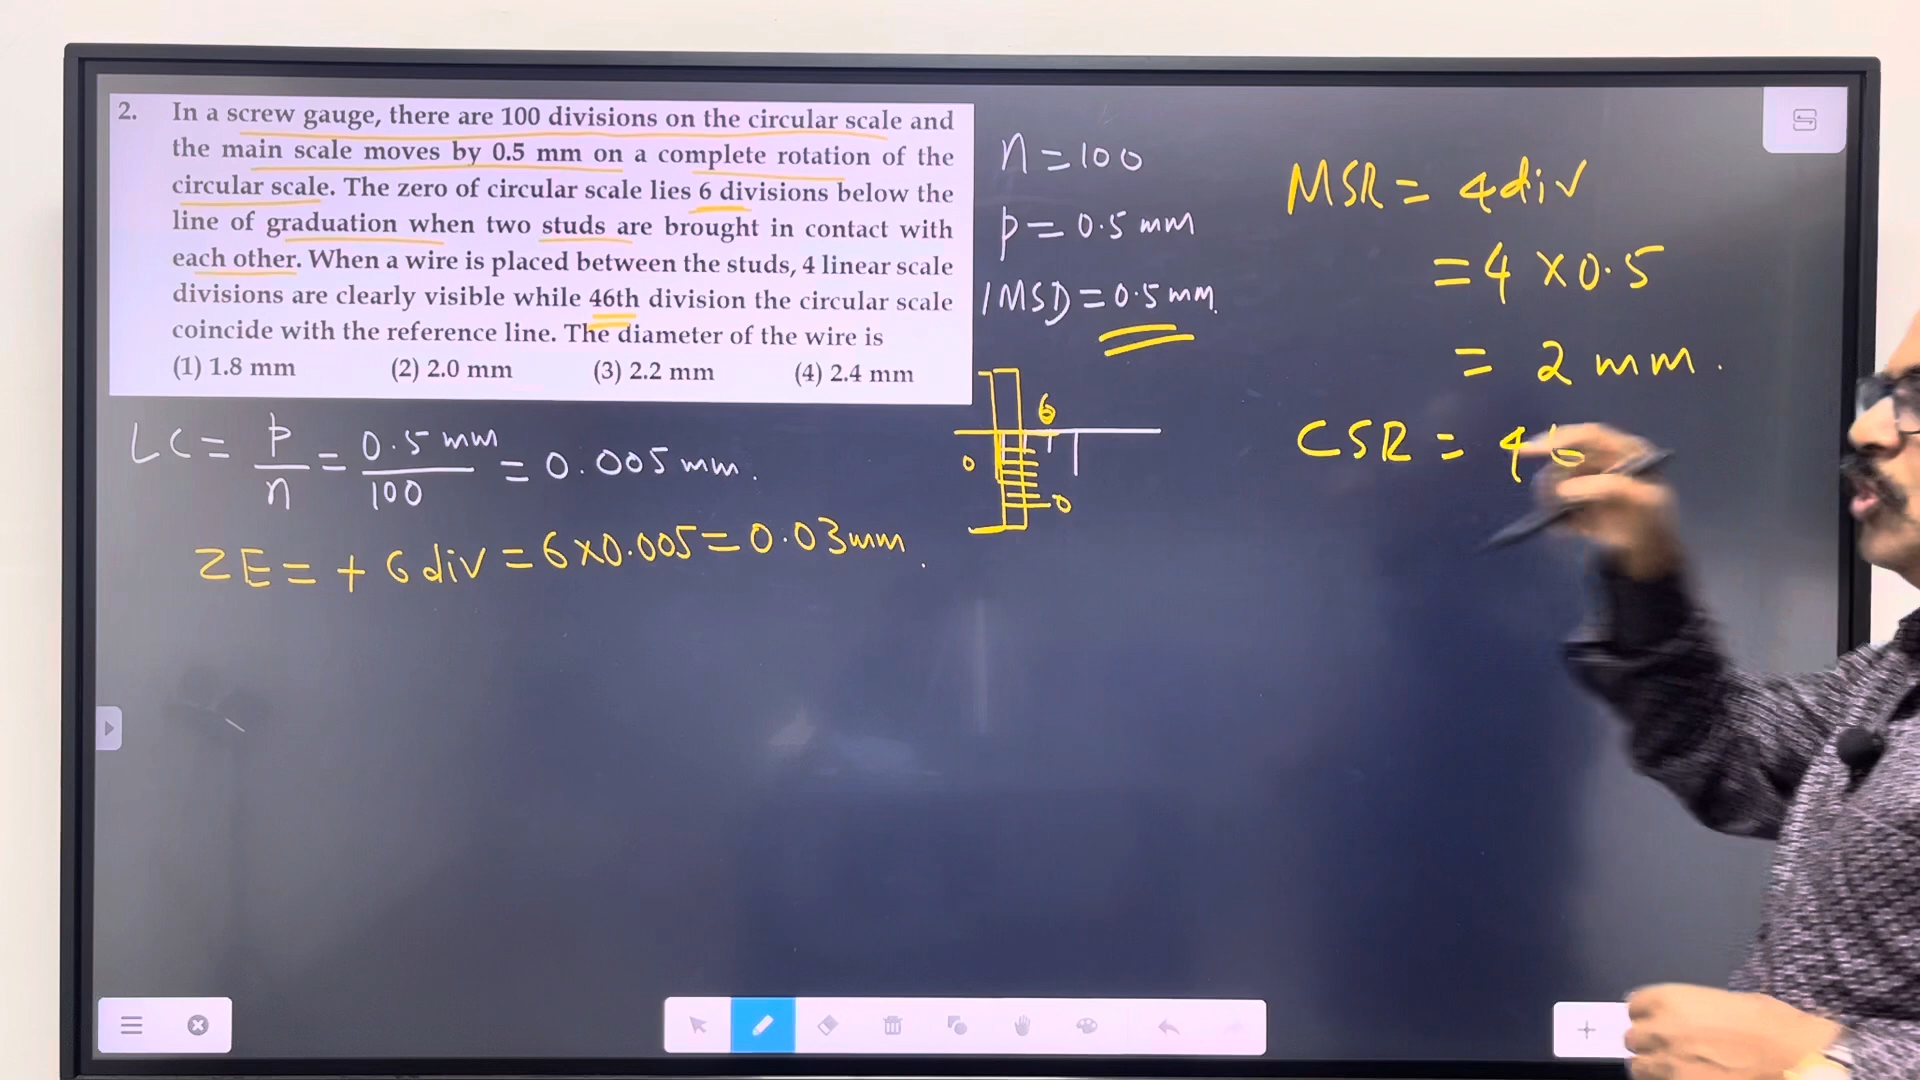 2. In a screw gauge, there are 100 divisions on the circular scale and
the main scale moves by 0.5 mm on a complete rotation of the
circular scale. The zero of circular scale lies 6 divisions below the
line of graduation when two studs are brought in contact with
each other. When a wire is placed between the studs, 4 linear scale
divisions are clearly visible while 46th division the circular scale
coincide with the reference line. The diameter of the wire is
(1) 1.8 mm (2) 2.0 mm (3) 2.2 mm (4) 2.4 mm
n = 100
p = 0.5 mm
1MSD = 0.5 mm.
LC = p/n = 0.5 mm/100 = 0.005 mm.
ZE = + 6 div = 6 × 0.005 = 0.03 mm.
6
0
0
MSR = 4 div
= 4 × 0.5
= 2 mm.
CSR = 46